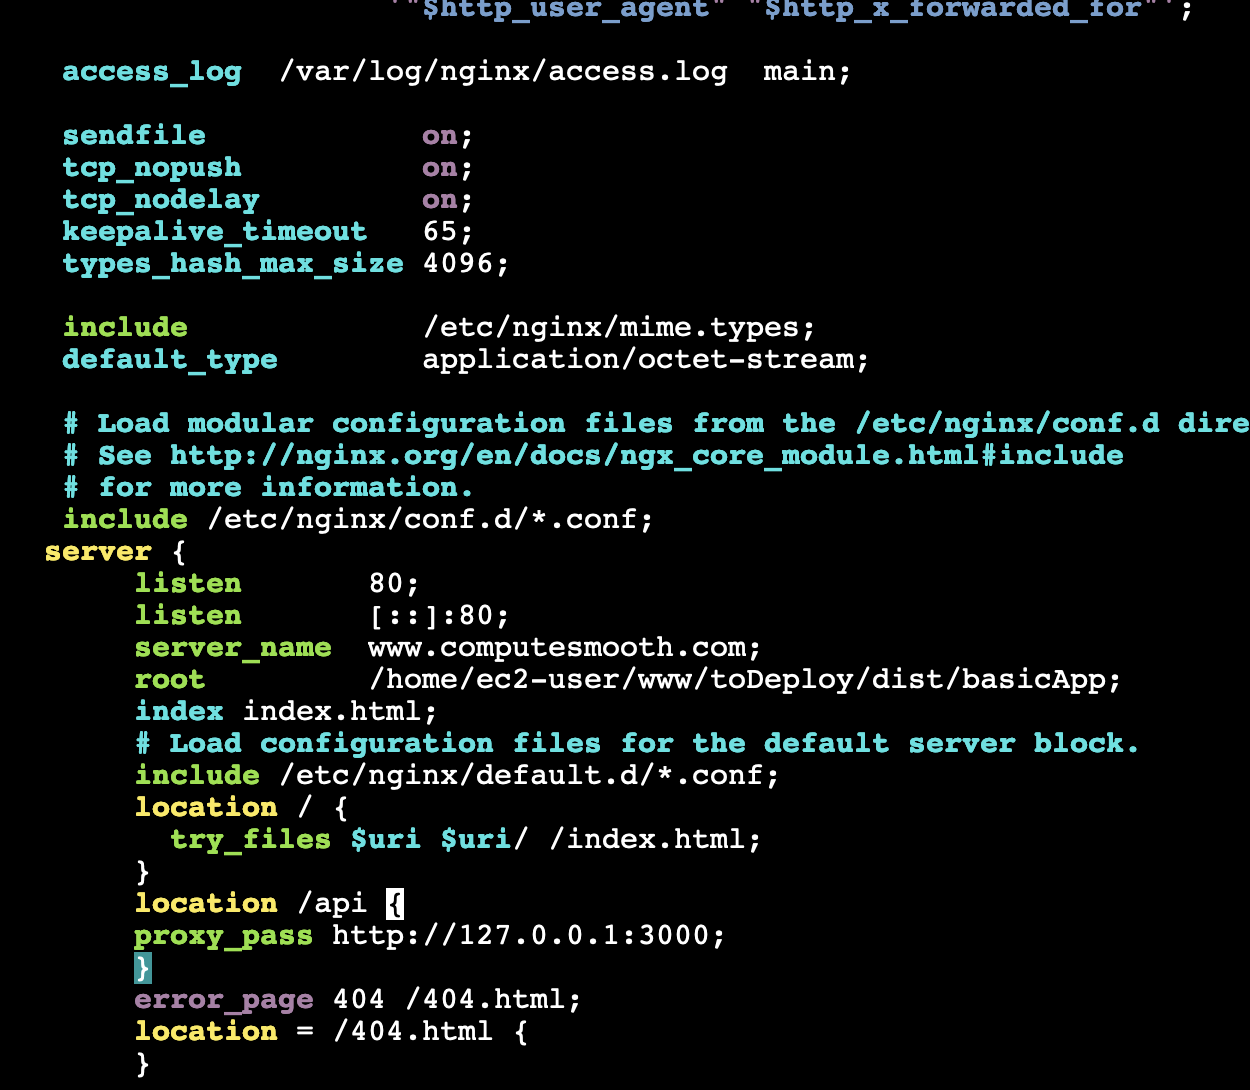 '"$http_user_agent" "$http_x_forwarded_for"';
access_log  /var/log/nginx/access.log  main;
sendfile            on;
tcp_nopush          on;
tcp_nodelay         on;
keepalive_timeout   65;
types_hash_max_size 4096;
include             /etc/nginx/mime.types;
default_type        application/octet-stream;
# Load modular configuration files from the /etc/nginx/conf.d dire
# See http://nginx.org/en/docs/ngx_core_module.html#include
# for more information.
include /etc/nginx/conf.d/*.conf;
server {
listen       80;
listen       [::]:80;
server_name  www.computesmooth.com;
root         /home/ec2-user/www/toDeploy/dist/basicApp;
index index.html;
# Load configuration files for the default server block.
include /etc/nginx/default.d/*.conf;
location / {
try_files $uri $uri/ /index.html;
}
location /api {
proxy_pass http://127.0.0.1:3000;
}
error_page 404 /404.html;
location = /404.html {
}